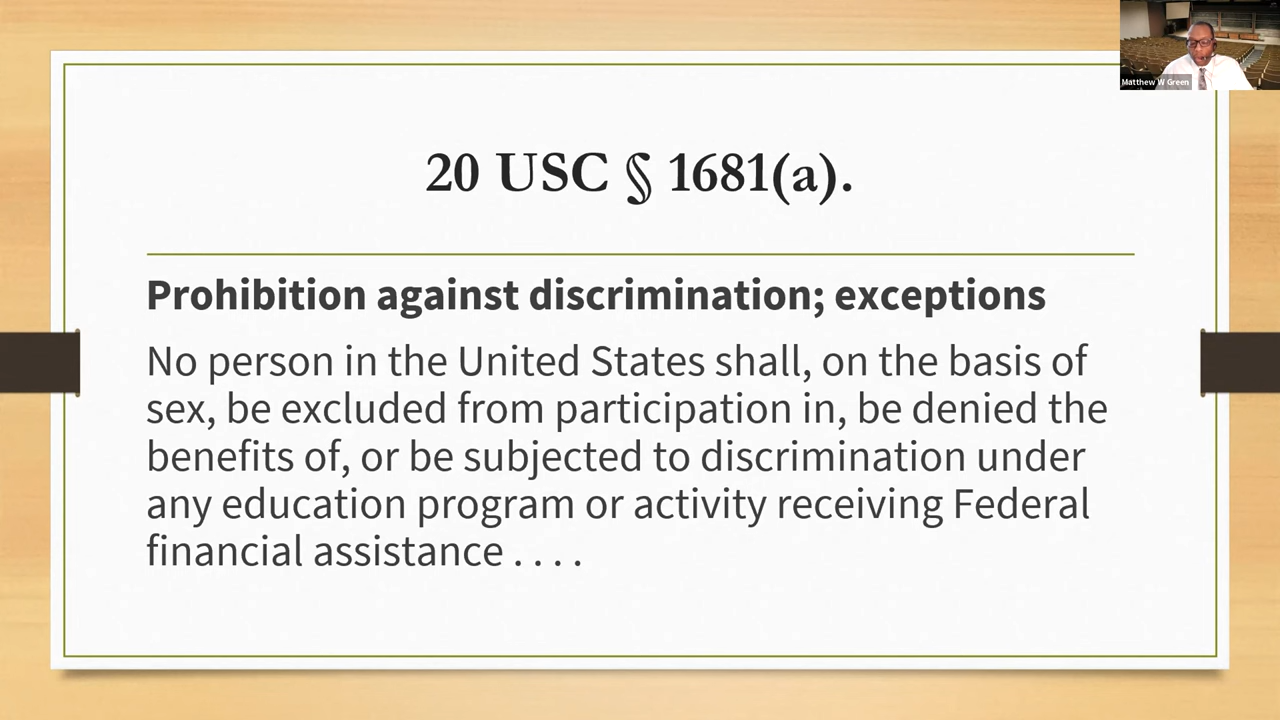 Matthew W Green
20 USC § 1681(a).
Prohibition against discrimination; exceptions
No person in the United States shall, on the basis of
sex, be excluded from participation in, be denied the
benefits of, or be subjected to discrimination under
any education program or activity receiving Federal
financial assistance . . . .